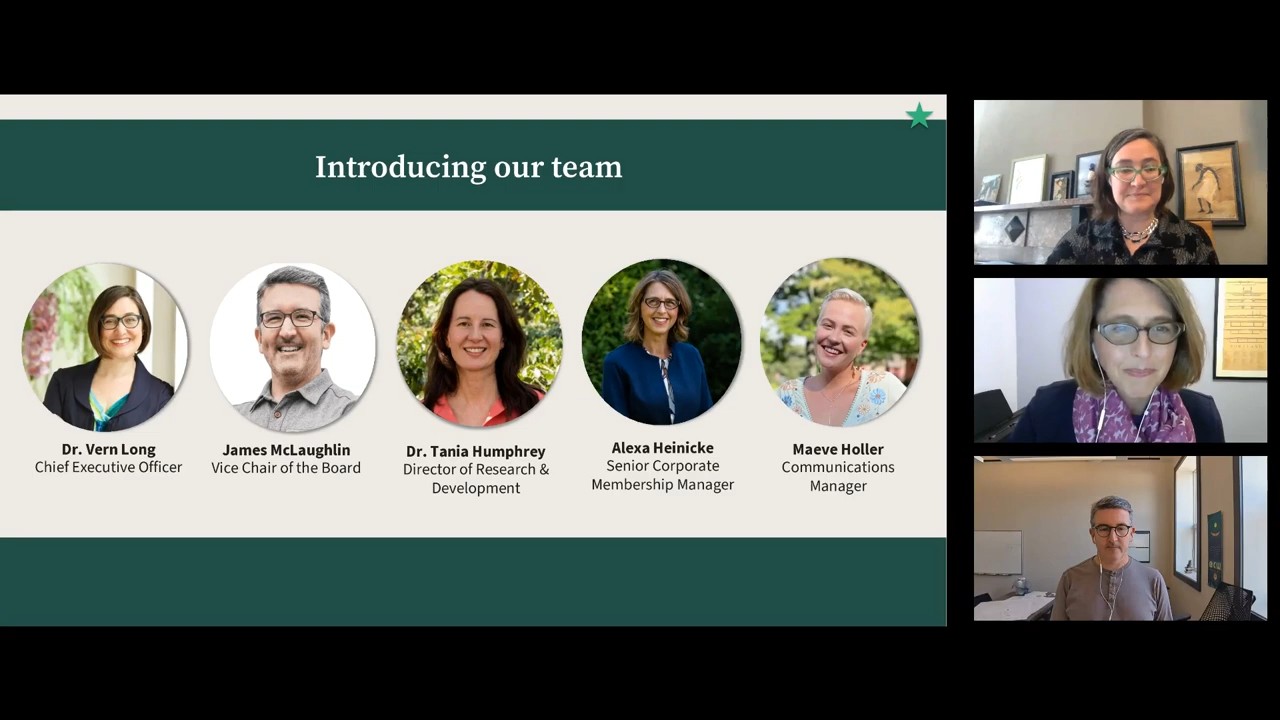 Introducing our team
Dr. Vern Long
Chief Executive Officer
James McLaughlin
Vice Chair of the Board
Dr. Tania Humphrey
Director of Research &
Development
Alexa Heinicke
Senior Corporate
Membership Manager
Maeve Holler
Communications
Manager